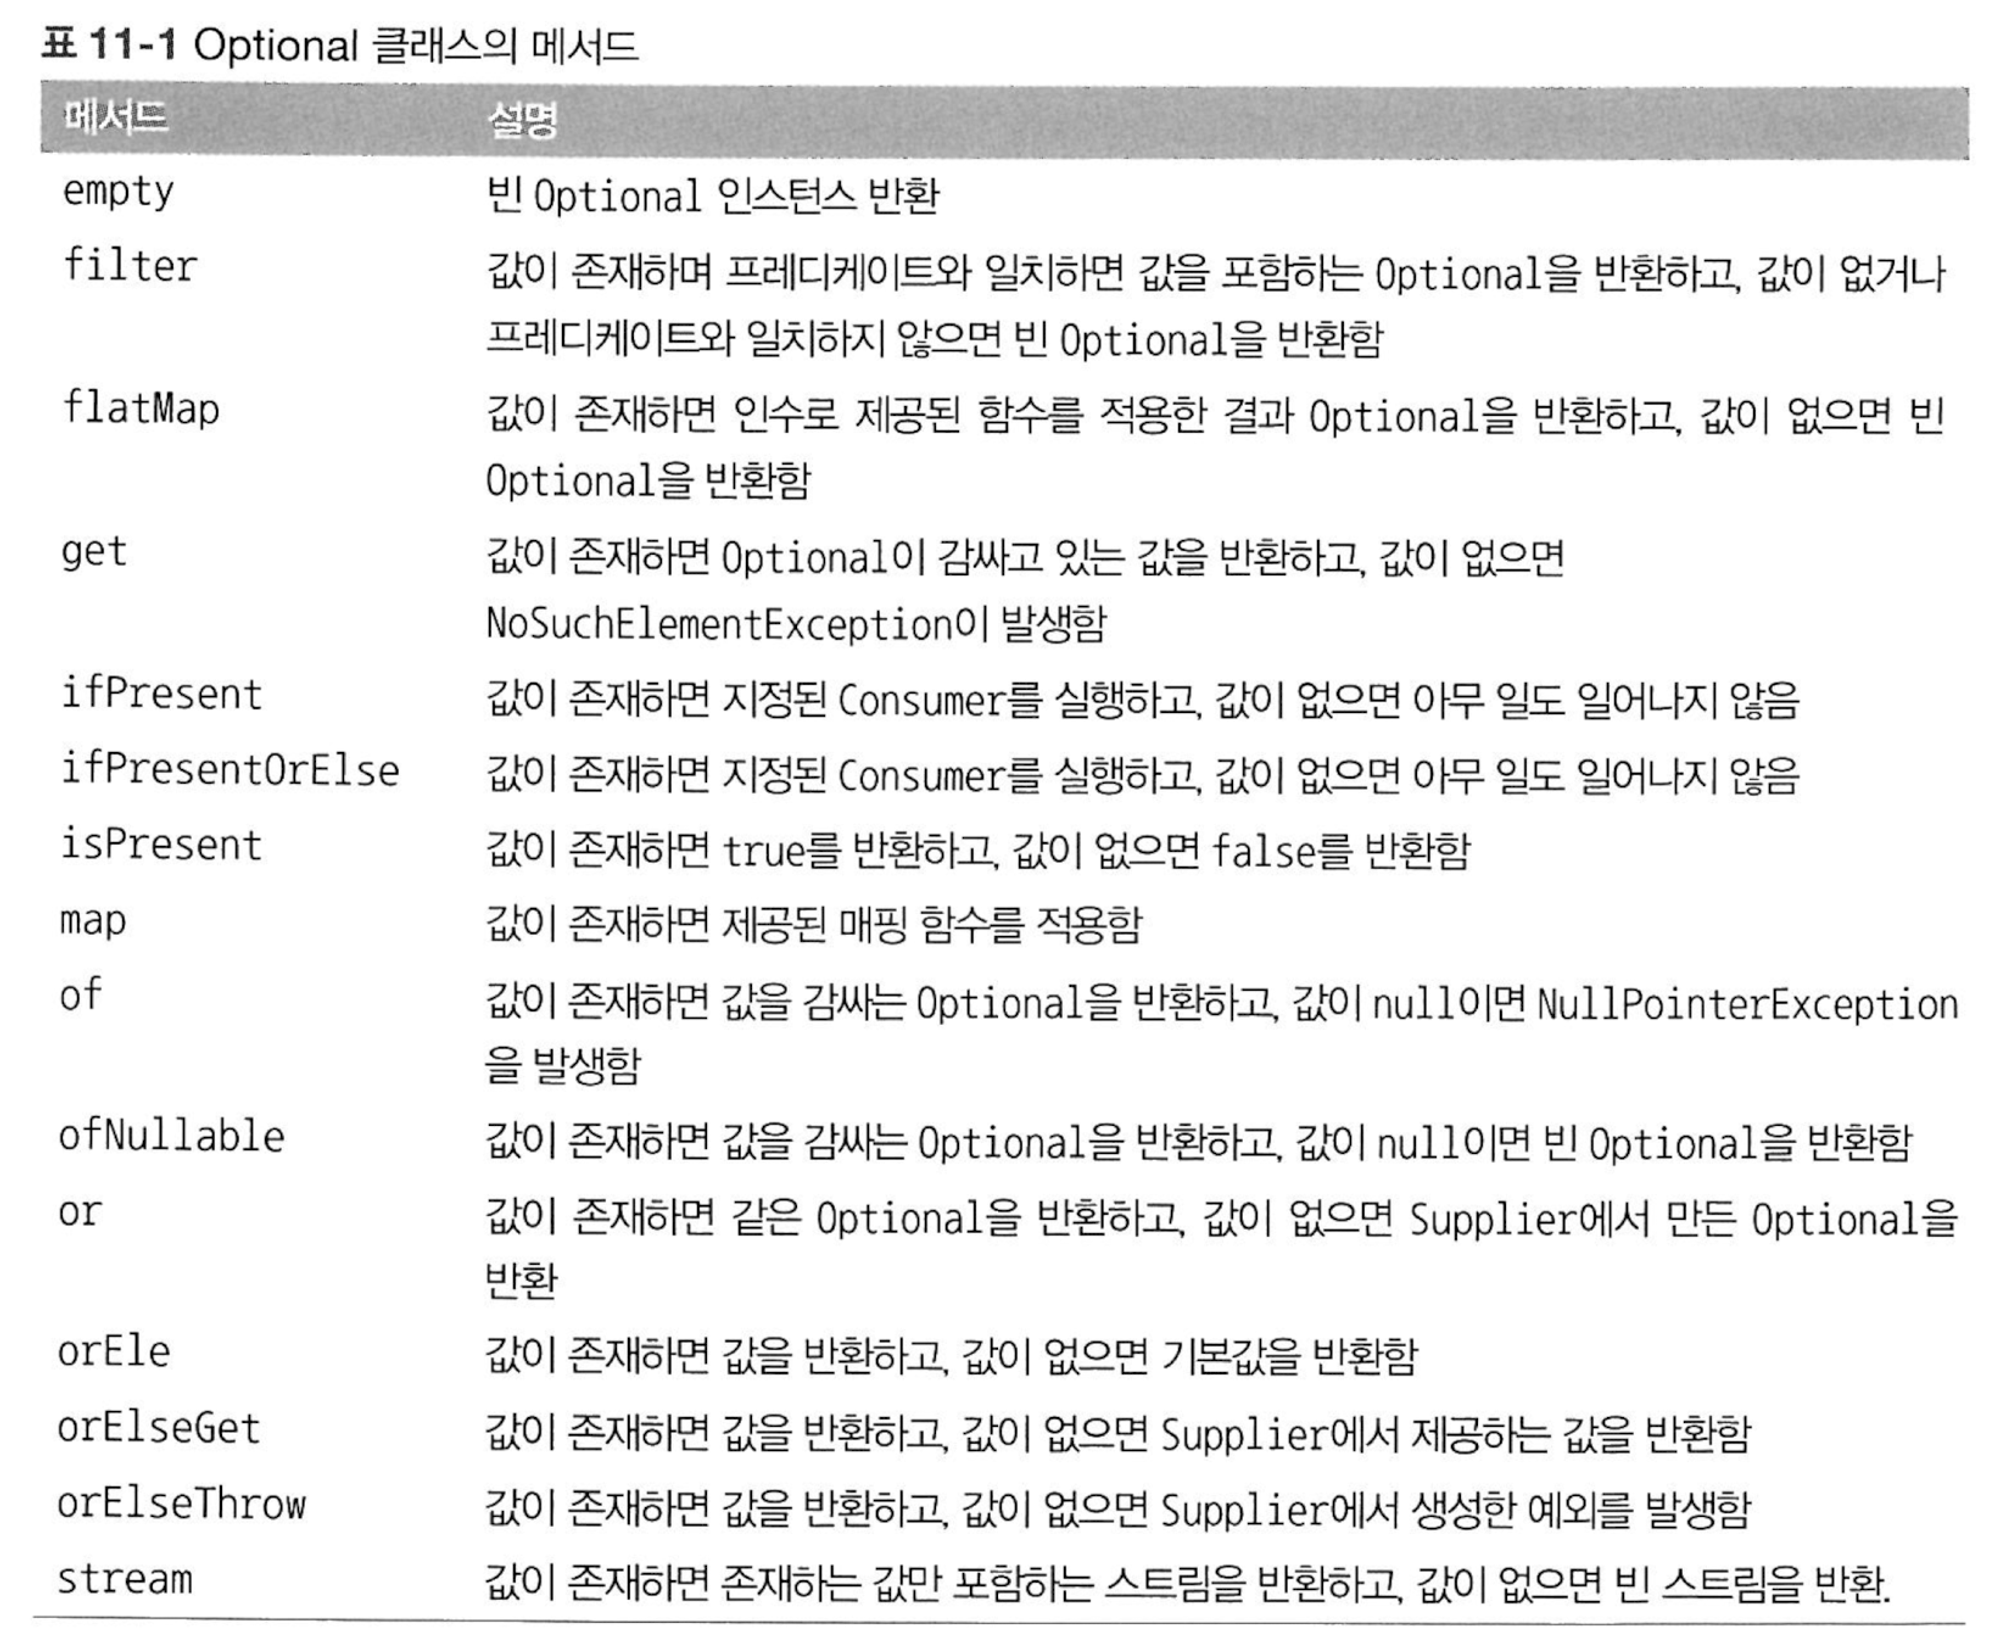 표 11-1 Optional 클래스의 메서드
메서드 설명
empty 빈 Optional 인스턴스 반환
filter 값이 존재하며 프레디케이트와 일치하면 값을 포함하는 Optional을 반환하고, 값이 없거나
프레디케이트와 일치하지 않으면 빈 Optional을 반환함
flatMap 값이 존재하면 인수로 제공된 함수를 적용한 결과 Optional을 반환하고, 값이 없으면 빈
Optional을 반환함
get 값이 존재하면 Optional이 감싸고 있는 값을 반환하고, 값이 없으면
NoSuchElementException이 발생함
ifPresent 값이 존재하면 지정된 Consumer를 실행하고, 값이 없으면 아무 일도 일어나지 않음
ifPresentOrElse 값이 존재하면 지정된 Consumer를 실행하고, 값이 없으면 아무 일도 일어나지 않음
isPresent 값이 존재하면 true를 반환하고, 값이 없으면 false를 반환함
map 값이 존재하면 제공된 매핑 함수를 적용함
of 값이 존재하면 값을 감싸는 Optional을 반환하고, 값이 null이면 NullPointerException
을 발생함
ofNullable 값이 존재하면 값을 감싸는 Optional을 반환하고, 값이 null이면 빈 Optional을 반환함
or 값이 존재하면 같은 Optional을 반환하고, 값이 없으면 Supplier에서 만든 Optional을
반환
orEle 값이 존재하면 값을 반환하고, 값이 없으면 기본값을 반환함
orElseGet 값이 존재하면 값을 반환하고, 값이 없으면 Supplier에서 제공하는 값을 반환함
orElseThrow 값이 존재하면 값을 반환하고, 값이 없으면 Supplier에서 생성한 예외를 발생함
stream 값이 존재하면 존재하는 값만 포함하는 스트림을 반환하고, 값이 없으면 빈 스트림을 반환.